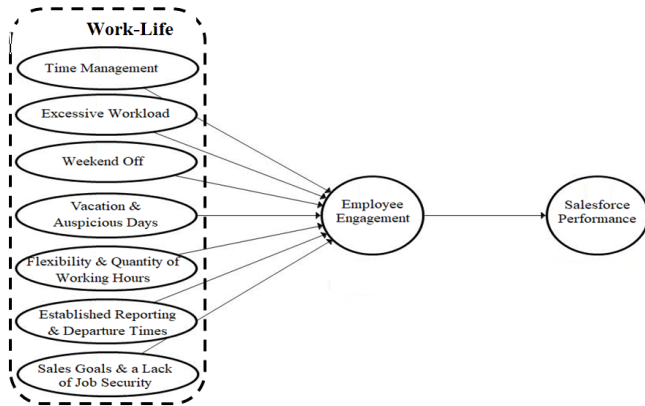 Work-Life
Time Management
Excessive Workload
Weekend Off
Vacation &
Auspicious Days
Flexibility & Quantity of
Working Hours
Established Reporting
& Departure Times
Sales Goals & a Lack
of Job Security
Employee
Engagement
Salesforce
Performance